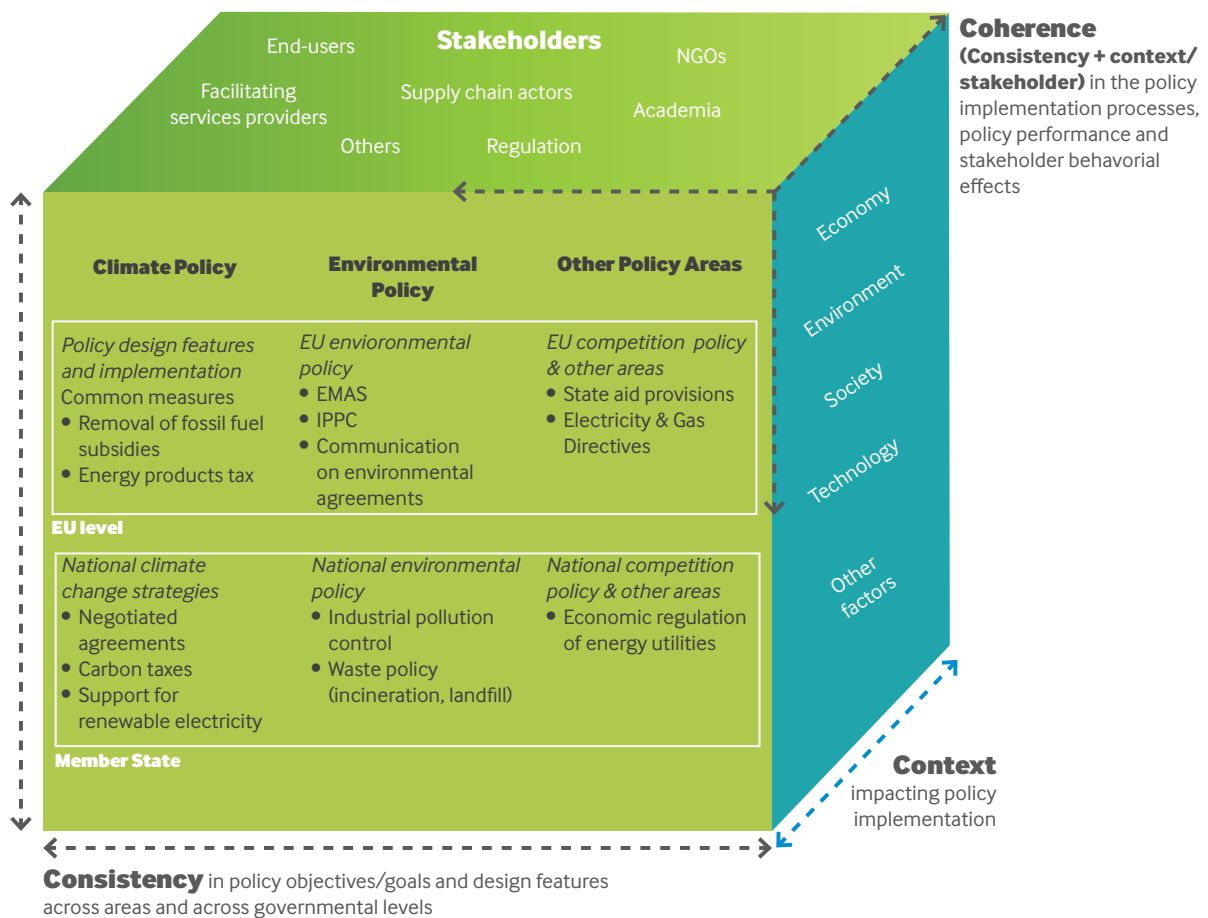 Stakeholders
End-users
NGOs
Facilitating
services providers
Supply chain actors
Academia
Others
Regulation
Coherence
(Consistency + context/
stakeholder) in the policy
implementation processes,
policy performance and
stakeholder behavorial
effects
Climate Policy
Environmental
Policy
Other Policy Areas
Policy design features
and implementation
Common measures
• Removal of fossil fuel
subsidies
• Energy products tax
EU envioronmental
policy
• EMAS
• IPPC
• Communication
on environmental
agreements
EU competition policy
& other areas
• State aid provisions
• Electricity & Gas
Directives
EU level
National climate
change strategies
• Negotiated
agreements
• Carbon taxes
• Support for
renewable electricity
National environmental
policy
• Industrial pollution
control
• Waste policy
(incineration, landfill)
National competition
policy & other areas
• Economic regulation
of energy utilities
Member State
Economy
Environment
Society
Technology
Other
factors
Context
impacting policy
implementation
Consistency in policy objectives/goals and design features
across areas and across governmental levels